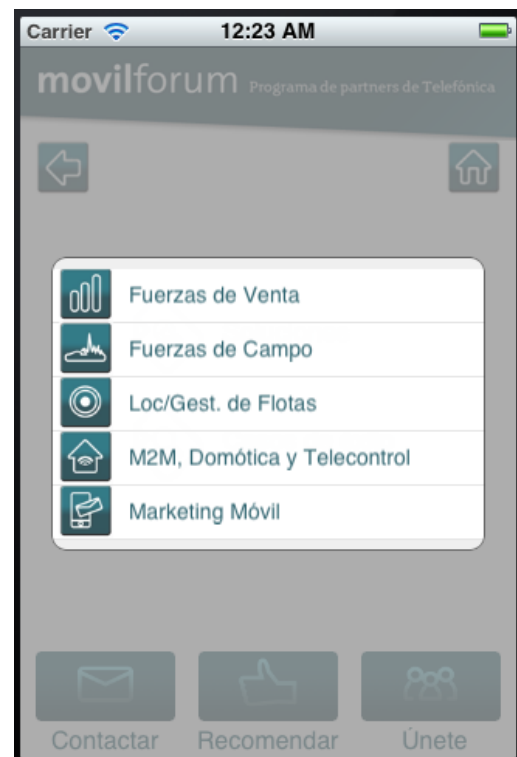 Carrier 12:23 AM
movilforum Programa de partners de Telefónica
Fuerzas de Venta
Fuerzas de Campo
Loc/Gest. de Flotas
M2M, Domótica y Telecontrol
Marketing Móvil
Contactar Recomendar Únete